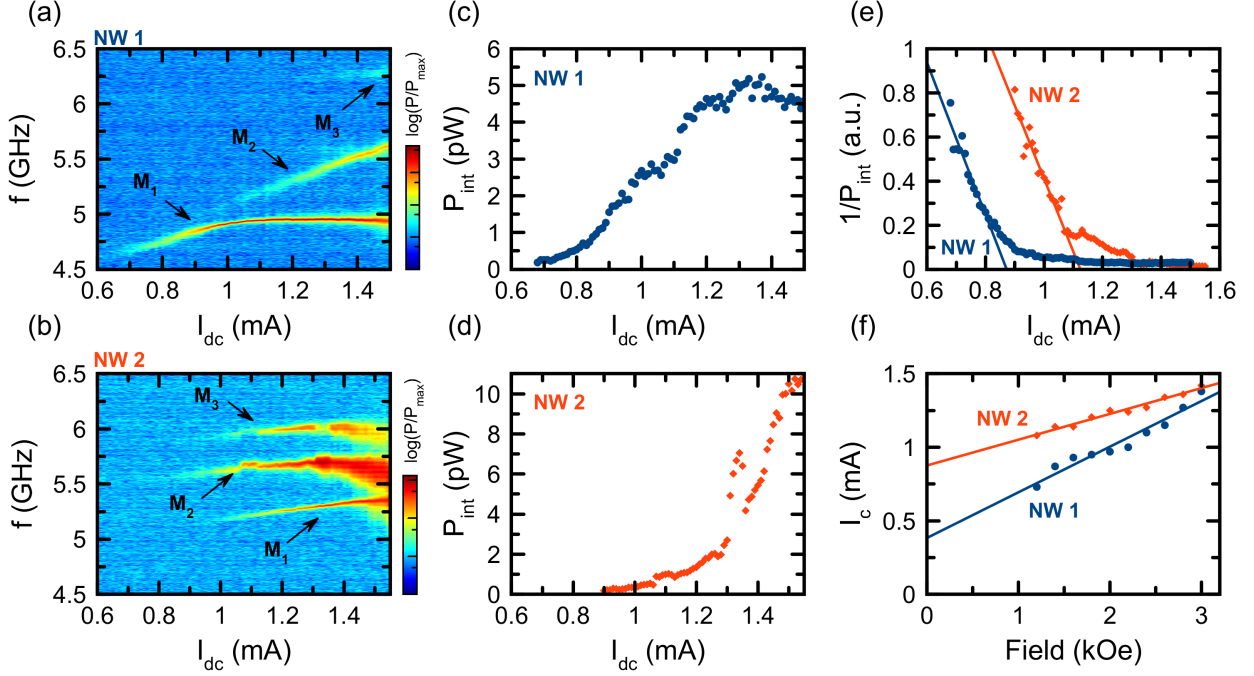 (a)
NW 1
6.5
6
5.5
5
4.5
f (GHz)
M1
M2
M3
log(P/Pmax)
0.6 0.8 1 1.2 1.4
Idc (mA)
(c)
NW 1
6
5
4
3
2
1
0
Pint (pW)
0.6 0.8 1 1.2 1.4
Idc (mA)
(e)
1
0.8
0.6
0.4
0.2
0
1/Pint (a.u.)
NW 2
NW 1
0.6 0.8 1 1.2 1.4 1.6
Idc (mA)
(b)
NW 2
6.5
6
5.5
5
4.5
f (GHz)
M3
M2
M1
log(P/Pmax)
0.6 0.8 1 1.2 1.4
Idc (mA)
(d)
NW 2
10
8
6
4
2
0
Pint (pW)
0.6 0.8 1 1.2 1.4
Idc (mA)
(f)
1.5
1
0.5
0
Ic (mA)
NW 2
NW 1
0 1 2 3
Field (kOe)